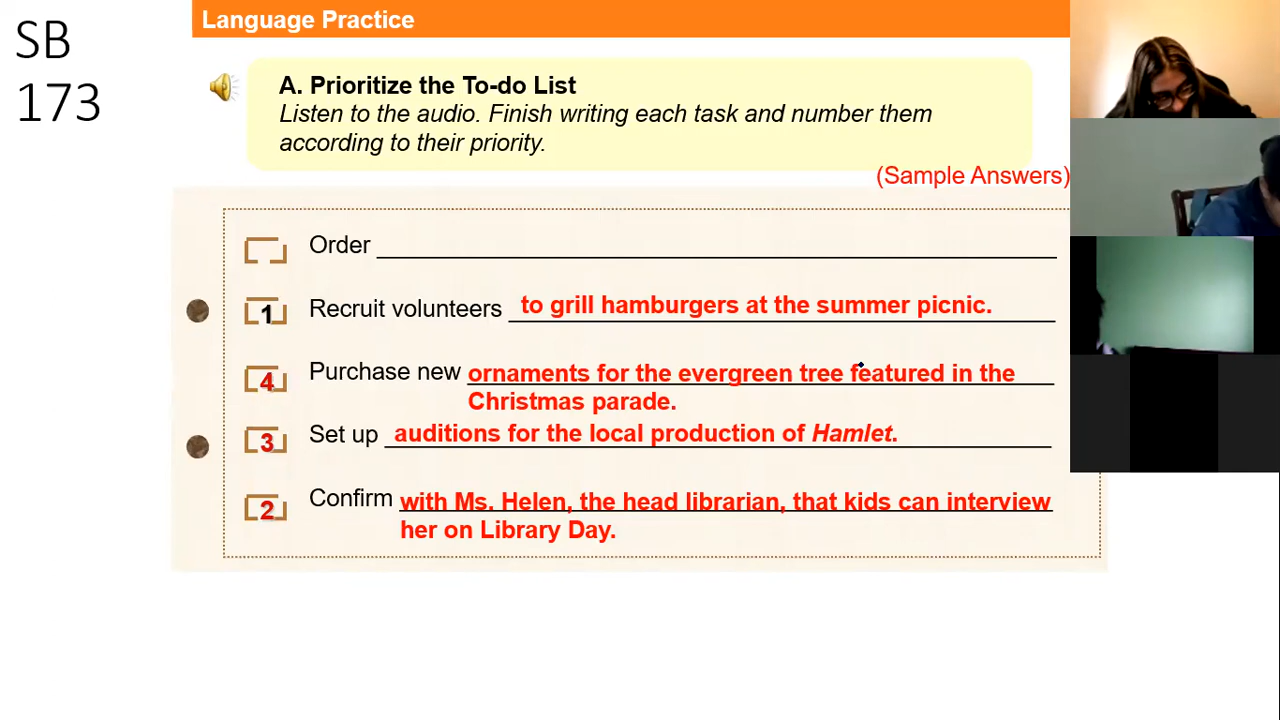 SB
173
Language Practice
A. Prioritize the To-do List
Listen to the audio. Finish writing each task and number them
according to their priority.
(Sample Answers)
Order
1 Recruit volunteers to grill hamburgers at the summer picnic.
4 Purchase new ornaments for the evergreen tree featured in the
Christmas parade.
3 Set up auditions for the local production of Hamlet.
2 Confirm with Ms. Helen, the head librarian, that kids can interview
her on Library Day.